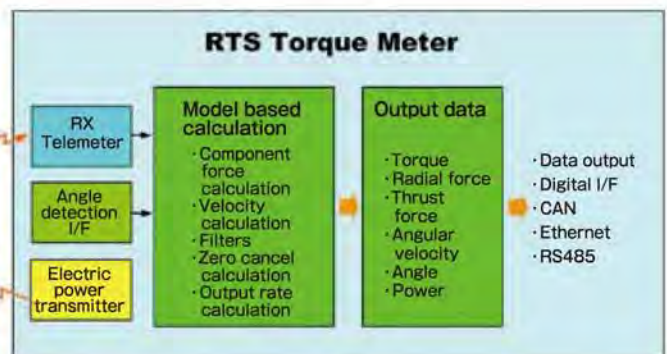 RTS Torque Meter
RX
Telemeter
Angle
detection
I/F
Electric
power
transmitter
Model based
calculation
・Component
force
calculation
・Velocity
calculation
・Filters
・Zero cancel
calculation
・Output rate
calculation
Output data
・Torque
・Radial force
・Thrust
force
・Angular
velocity
・Angle
・Power
・Data output
・Digital I/F
・CAN
・Ethernet
・RS485